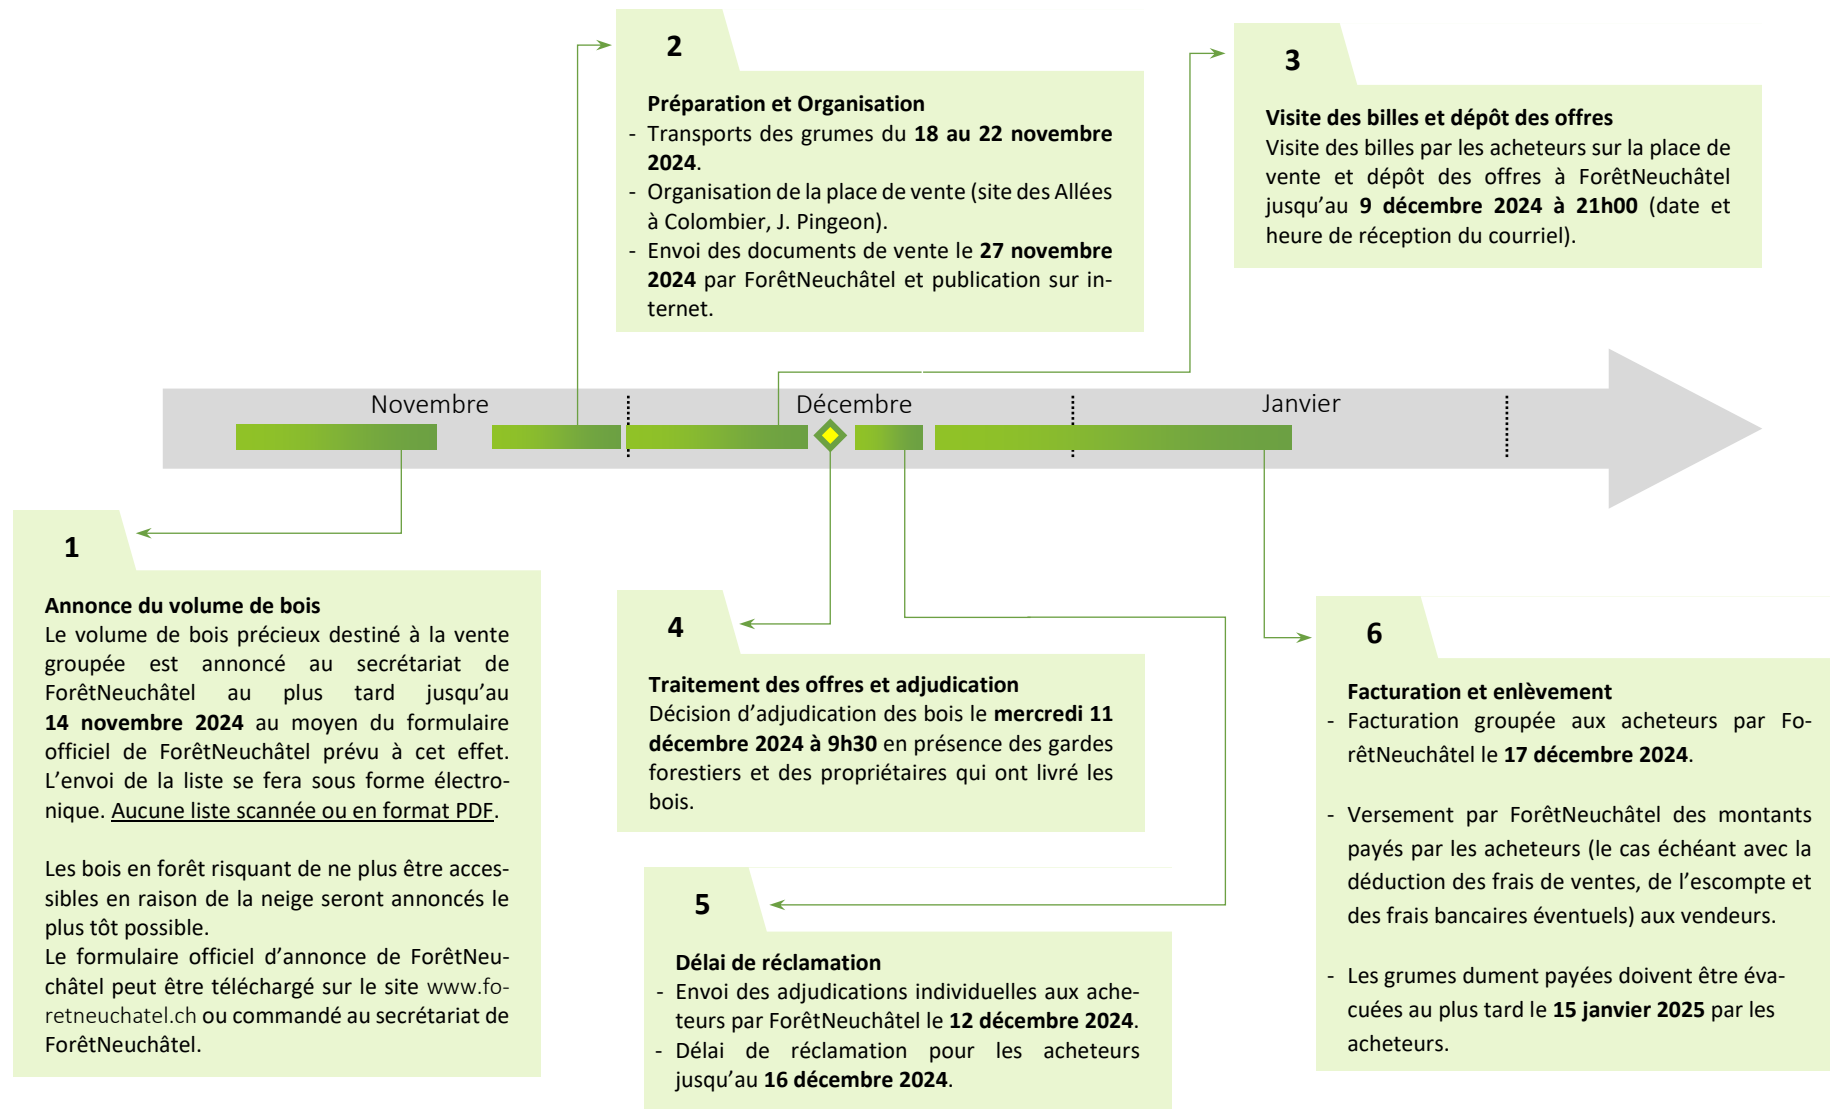 2
Préparation et Organisation
- Transports des grumes du 18 au 22 novembre
2024.
- Organisation de la place de vente (site des Allées
à Colombier, J. Pingeon).
- Envoi des documents de vente le 27 novembre
2024 par ForêtNeuchâtel et publication sur in-
ternet.
3
Visite des billes et dépôt des offres
Visite des billes par les acheteurs sur la place de
vente et dépôt des offres à ForêtNeuchâtel
jusqu’au 9 décembre 2024 à 21h00 (date et
heure de réception du courriel).
Novembre
Décembre
Janvier
1
Annonce du volume de bois
Le volume de bois précieux destiné à la vente
groupée est annoncé au secrétariat de
ForêtNeuchâtel au plus tard jusqu’au
14 novembre 2024 au moyen du formulaire
officiel de ForêtNeuchâtel prévu à cet effet.
L’envoi de la liste se fera sous forme électro-
nique. Aucune liste scannée ou en format PDF.
Les bois en forêt risquant de ne plus être acces-
sibles en raison de la neige seront annoncés le
plus tôt possible.
Le formulaire officiel d’annonce de ForêtNeu-
châtel peut être téléchargé sur le site www.fo-
retneuchatel.ch ou commandé au secrétariat de
ForêtNeuchâtel.
4
Traitement des offres et adjudication
Décision d’adjudication des bois le mercredi 11
décembre 2024 à 9h30 en présence des gardes
forestiers et des propriétaires qui ont livré les
bois.
5
Délai de réclamation
- Envoi des adjudications individuelles aux ache-
teurs par ForêtNeuchâtel le 12 décembre 2024.
- Délai de réclamation pour les acheteurs
jusqu’au 16 décembre 2024.
6
Facturation et enlèvement
- Facturation groupée aux acheteurs par Fo-
rêtNeuchâtel le 17 décembre 2024.
- Versement par ForêtNeuchâtel des montants
payés par les acheteurs (le cas échéant avec la
déduction des frais de ventes, de l’escompte et
des frais bancaires éventuels) aux vendeurs.
- Les grumes dument payées doivent être éva-
cuées au plus tard le 15 janvier 2025 par les
acheteurs.